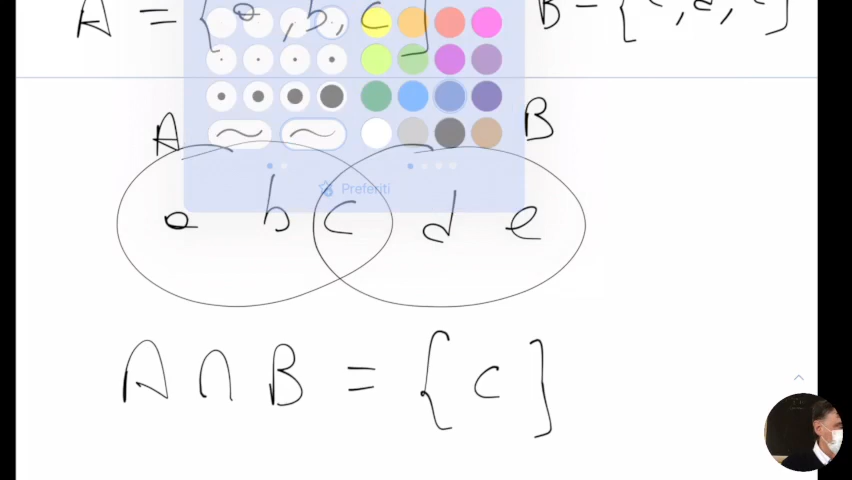 A = {a, b, c} B = {c, d, e}
A B
Preferiti
a b c d e
A ∩ B = {c}